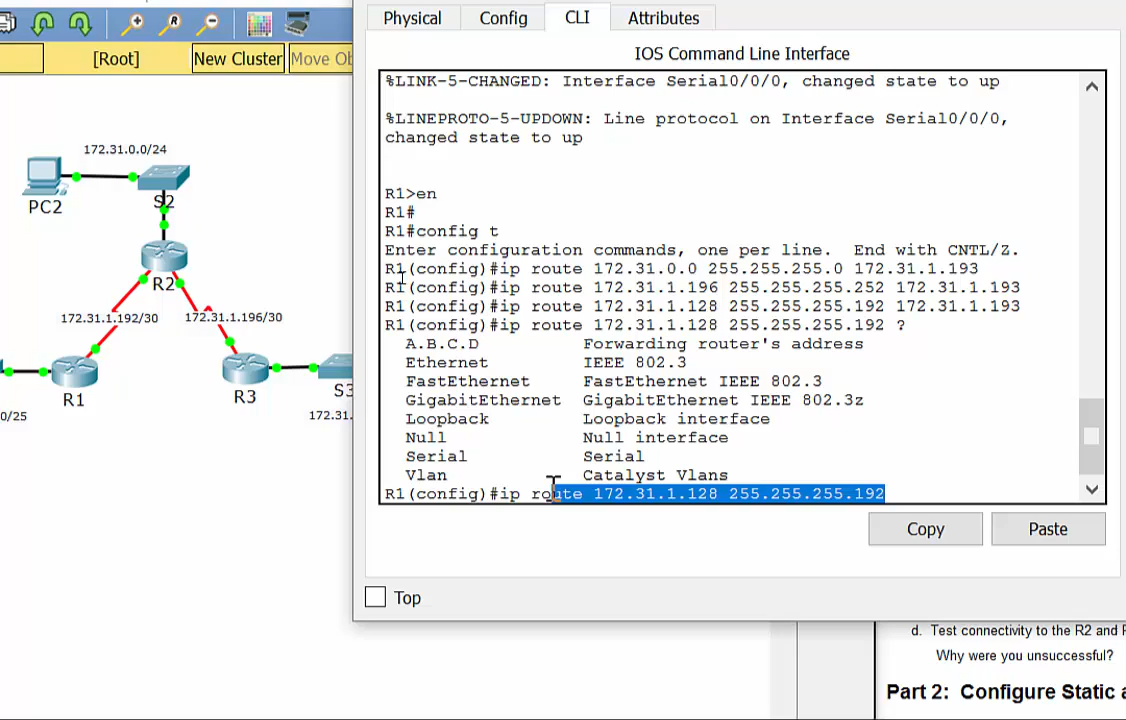 Physical
Config
CLI
Attributes
[Root]
New Cluster
Move Ob
IOS Command Line Interface
%LINK-5-CHANGED: Interface Serial0/0/0, changed state to up
%LINEPROTO-5-UPDOWN: Line protocol on Interface Serial0/0/0,
changed state to up
R1>en
R1#
R1#config t
Enter configuration commands, one per line.  End with CNTL/Z.
R1(config)#ip route 172.31.0.0 255.255.255.0 172.31.1.193
R1(config)#ip route 172.31.1.196 255.255.255.252 172.31.1.193
R1(config)#ip route 172.31.1.128 255.255.255.192 172.31.1.193
R1(config)#ip route 172.31.1.128 255.255.255.192 ?
A.B.C.D          Forwarding router's address
Ethernet         IEEE 802.3
FastEthernet     FastEthernet IEEE 802.3
GigabitEthernet  GigabitEthernet IEEE 802.3z
Loopback         Loopback interface
Null             Null interface
Serial           Serial
Vlan             Catalyst Vlans
R1(config)#ip route 172.31.1.128 255.255.255.192
Copy
Paste
Top
172.31.0.0/24
PC2
S2
R2
172.31.1.192/30
172.31.1.196/30
R1
R3
S3
0/25
172.31.
d. Test connectivity to the R2 and
Why were you unsuccessful?
Part 2: Configure Static a